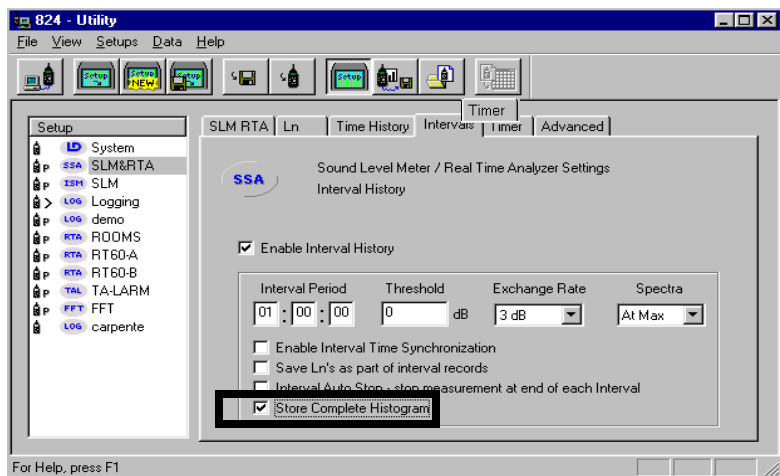 824 - Utility
File View Setups Data Help
Setup Setup NEW Setup Setup
Timer
Setup
SLM RTA Ln Time History Intervals Timer Advanced
LD System
P SSA SLM&RTA
P ISM SLM
> LOG Logging
P LOG demo
P RTA ROOMS
P RTA RT60-A
P RTA RT60-B
P TAL TA-LARM
P FFT FFT
LOG carpente
SSA
Sound Level Meter / Real Time Analyzer Settings
Interval History
Enable Interval History
Interval Period Threshold Exchange Rate Spectra
01 : 00 : 00 0 dB 3 dB At Max
Enable Interval Time Synchronization
Save Ln's as part of interval records
Interval Auto Stop - stop measurement at end of each Interval
Store Complete Histogram
For Help, press F1